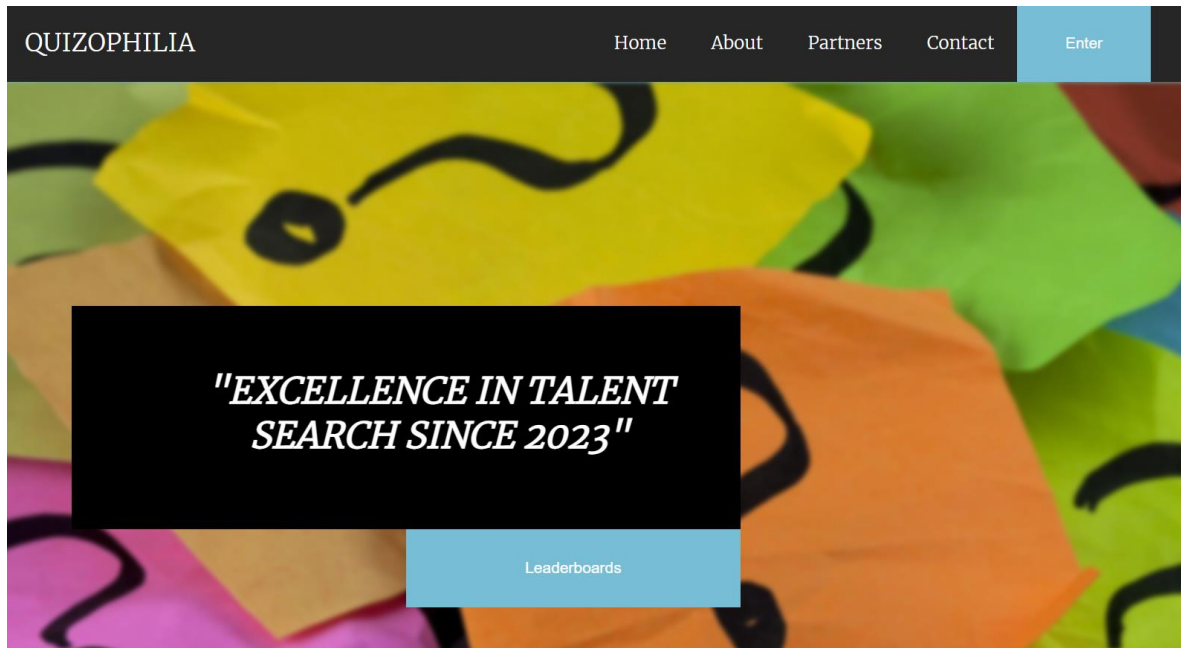 QUIZOPHILIA
Home
About
Partners
Contact
Enter
"EXCELLENCE IN TALENT
SEARCH SINCE 2023"
Leaderboards